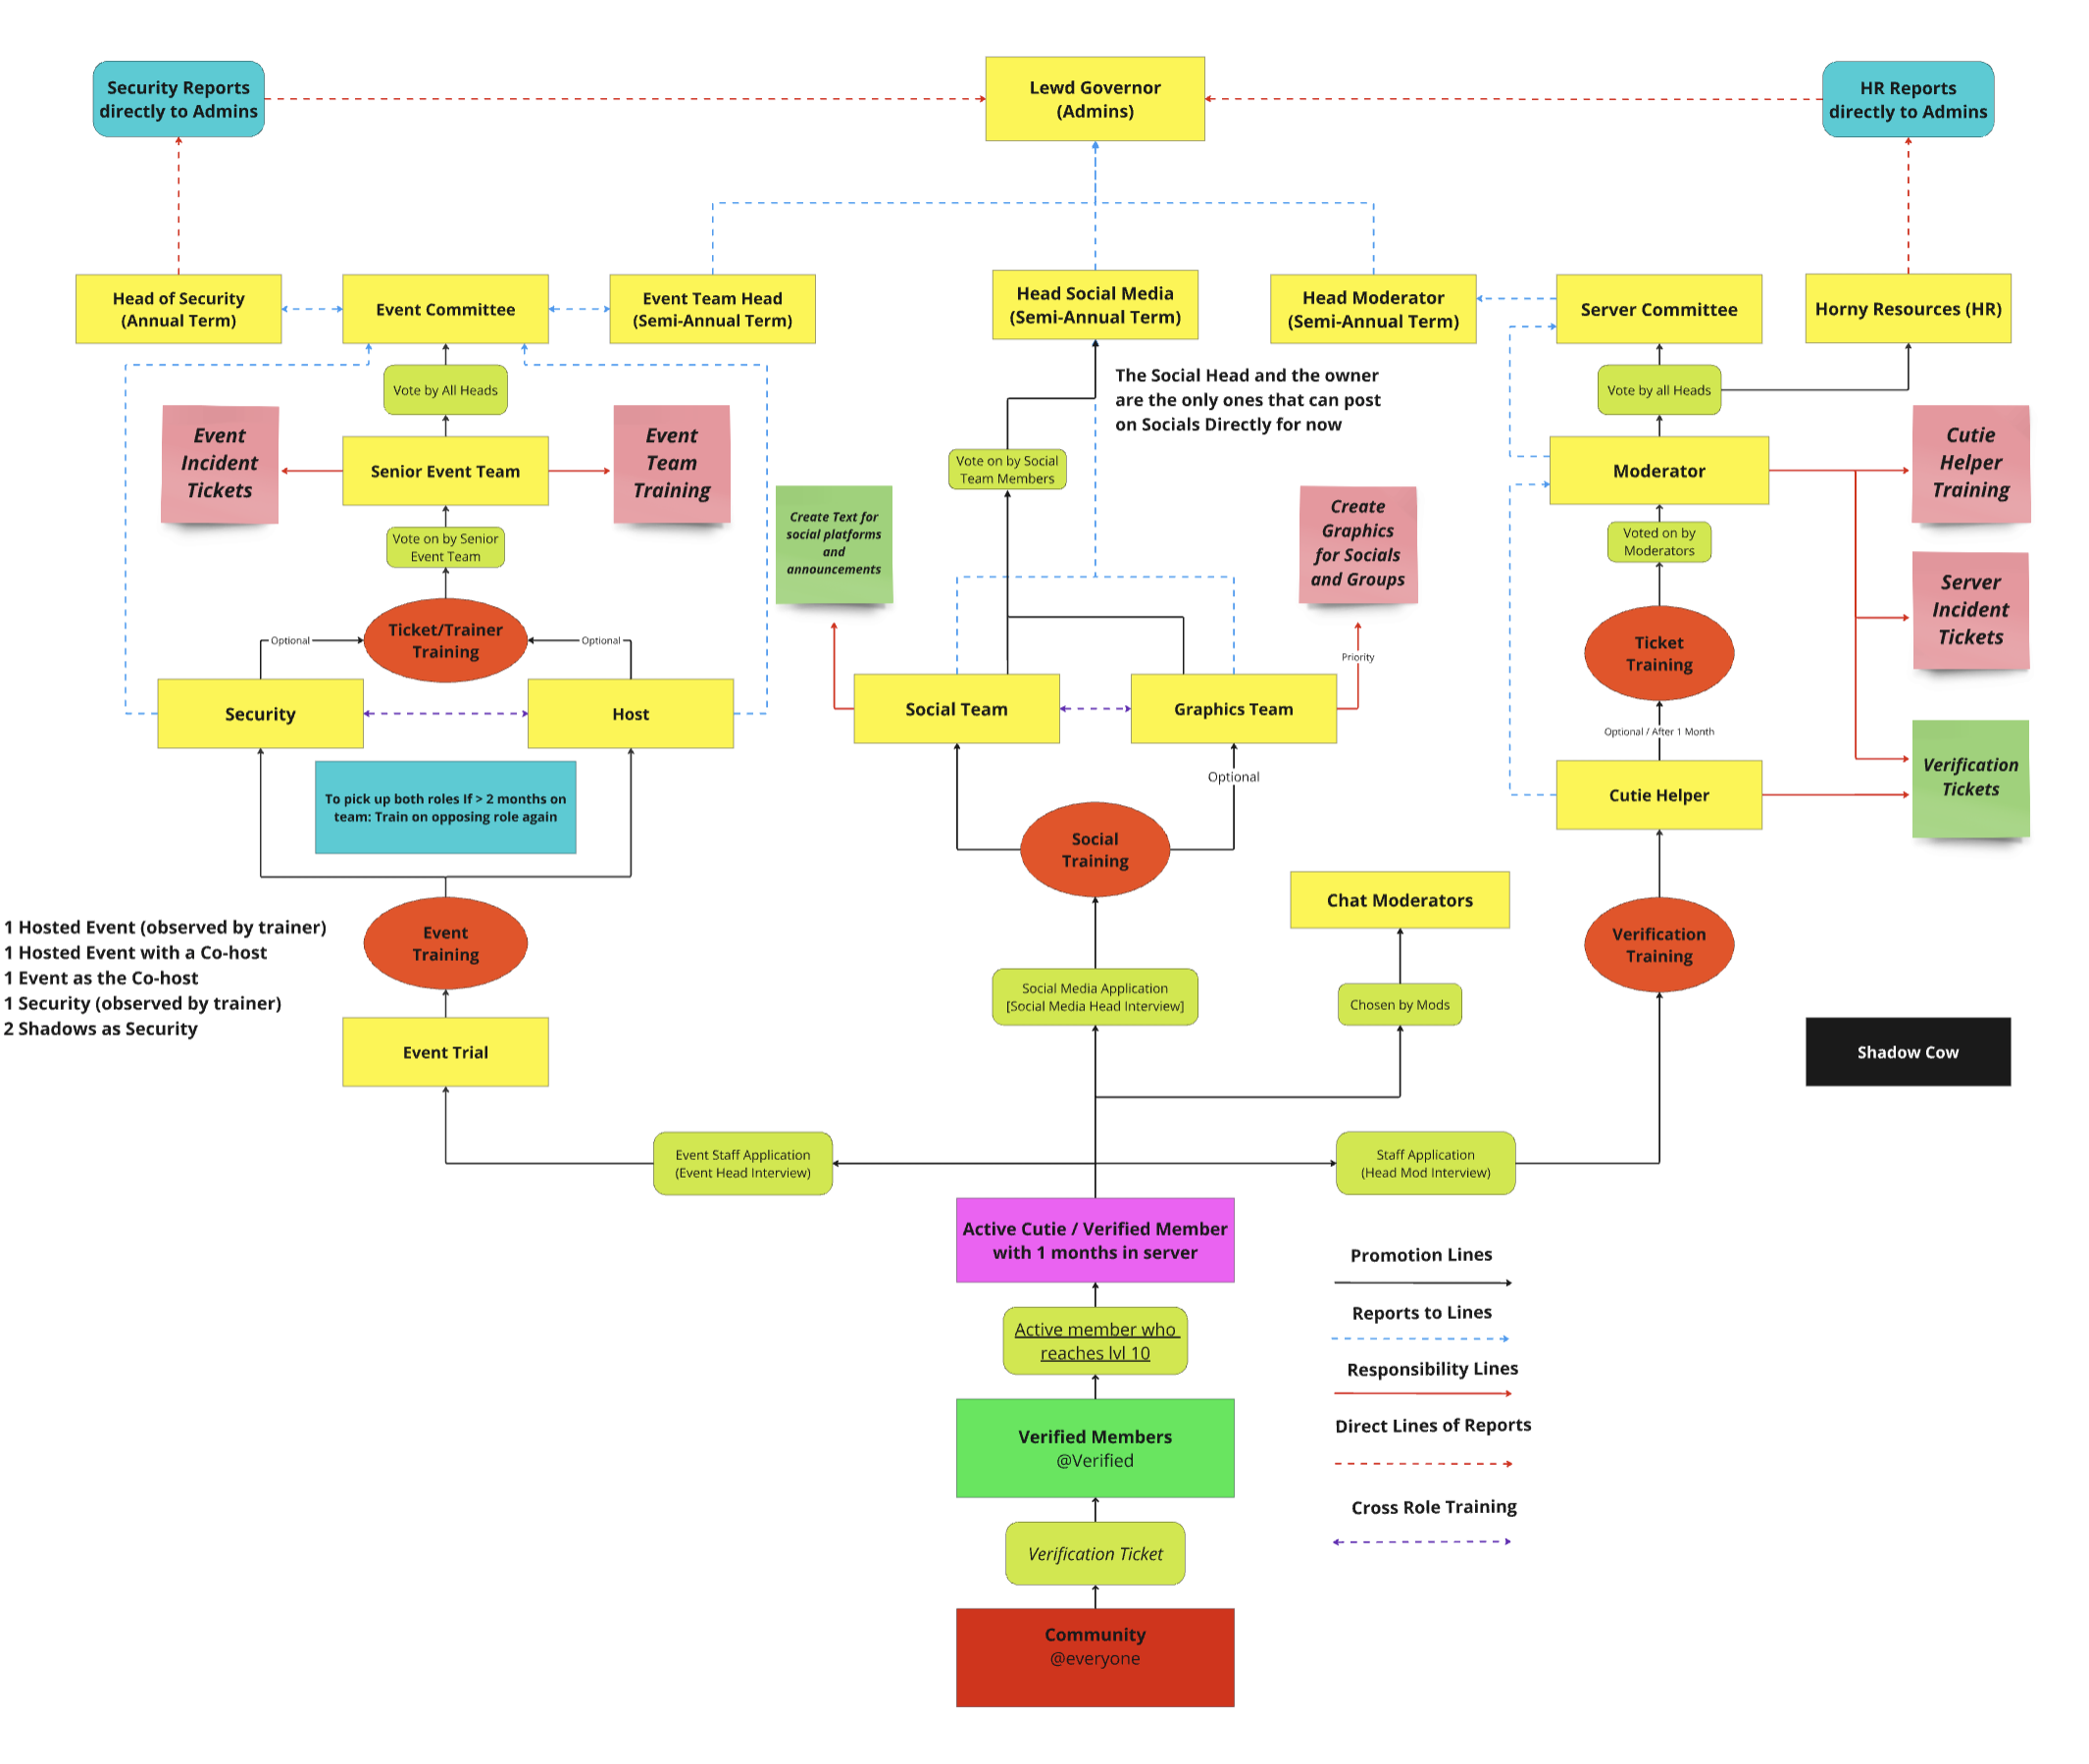 Security Reports
directly to Admins
Lewd Governor
(Admins)
HR Reports
directly to Admins
Head of Security
(Annual Term)
Event Committee
Event Team Head
(Semi-Annual Term)
Head Social Media
(Semi-Annual Term)
Head Moderator
(Semi-Annual Term)
Server Committee
Horny Resources (HR)
Vote by All Heads
The Social Head and the owner
are the only ones that can post
on Socials Directly for now
Vote by all Heads
Event
Incident
Tickets
Senior Event Team
Event
Team
Training
Vote on by Social
Team Members
Moderator
Cutie
Helper
Training
Vote on by Senior
Event Team
Create Text for
social platforms
and
announcements
Create
Graphics
for Socials
and Groups
Voted on by
Moderators
Server
Incident
Tickets
Optional
Ticket/Trainer
Training
Optional
Ticket
Training
Priority
Security
Host
Social Team
Graphics Team
Optional / After 1 Month
Optional
Verification
Tickets
To pick up both roles If > 2 months on
team: Train on opposing role again
Cutie Helper
Social
Training
Chat Moderators
1 Hosted Event (observed by trainer)
1 Hosted Event with a Co-host
1 Event as the Co-host
1 Security (observed by trainer)
2 Shadows as Security
Event
Training
Verification
Training
Social Media Application
[Social Media Head Interview]
Chosen by Mods
Event Trial
Shadow Cow
Event Staff Application
(Event Head Interview)
Staff Application
(Head Mod Interview)
Active Cutie / Verified Member
with 1 months in server
Promotion Lines
Reports to Lines
Active member who
reaches lvl 10
Responsibility Lines
Direct Lines of Reports
Verified Members
@Verified
Cross Role Training
Verification Ticket
Community
@everyone